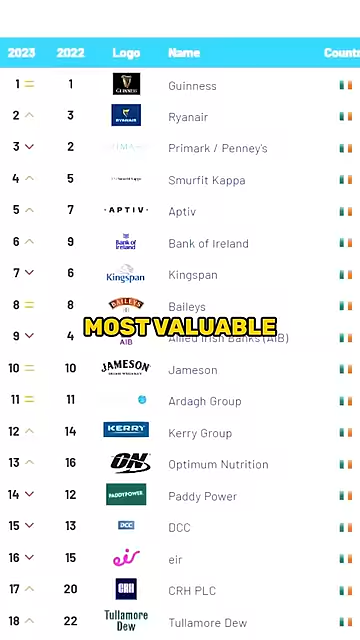 2023 2022 Logo Name Countr
1 1 GUINNESS Guinness
2 3 RYANAIR Ryanair
3 2 Primark / Penney's
4 5 Smurfit Kappa Smurfit Kappa
5 7 • APTIV • Aptiv
6 9 Bank of Ireland Bank of Ireland
7 6 Kingspan Kingspan
8 8 BAILEYS Baileys
MOST VALUABLE
9 4 AIB Allied Irish Banks (AIB)
10 10 JAMESON Jameson
11 11 Ardagh Group
12 14 KERRY Kerry Group
13 16 ON Optimum Nutrition
14 12 PADDYPOWER Paddy Power
15 13 DCC DCC
16 15 eir eir
17 20 CRH CRH PLC
18 22 Tullamore Dew Tullamore Dew